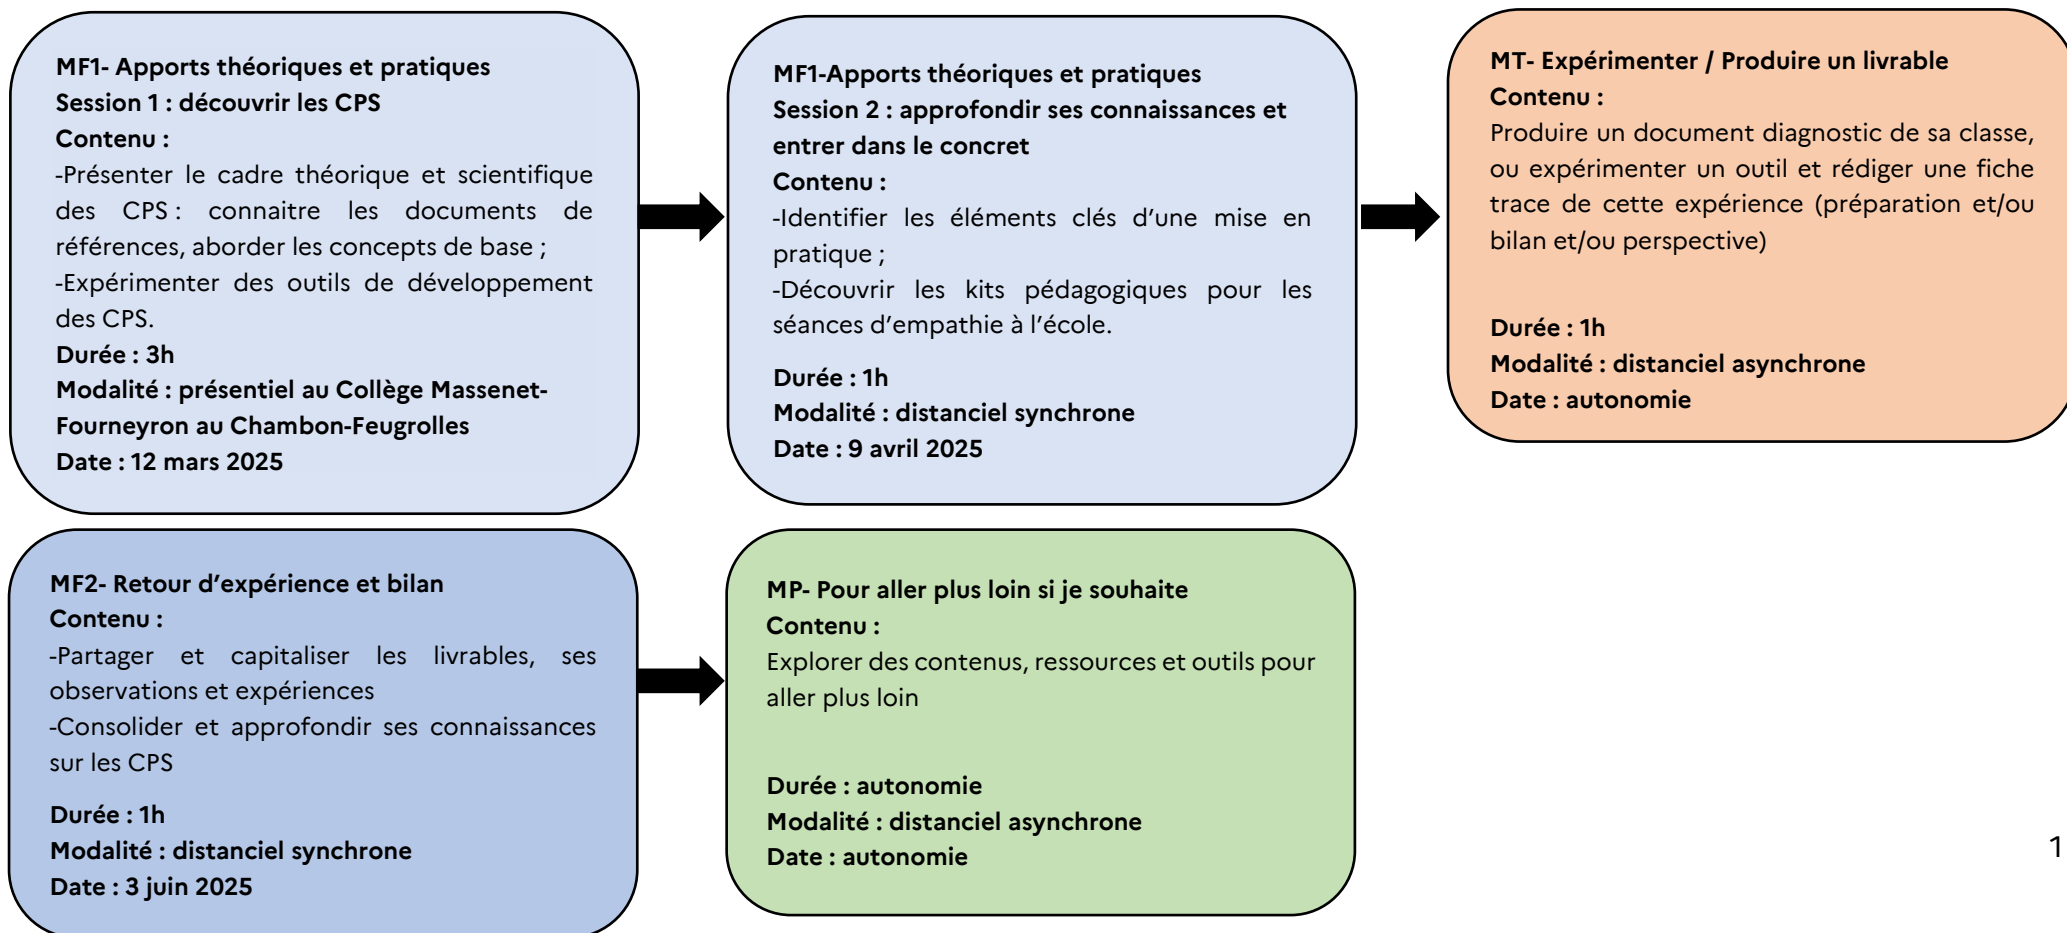 MF1- Apports théoriques et pratiques
Session 1 : découvrir les CPS
Contenu :
-Présenter le cadre théorique et scientifique
des CPS : connaitre les documents de
références, aborder les concepts de base ;
-Expérimenter des outils de développement
des CPS.
Durée : 3h
Modalité : présentiel au Collège Massenet-
Fourneyron au Chambon-Feugrolles
Date : 12 mars 2025
MF1-Apports théoriques et pratiques
Session 2 : approfondir ses connaissances et
entrer dans le concret
Contenu :
-Identifier les éléments clés d’une mise en
pratique ;
-Découvrir les kits pédagogiques pour les
séances d’empathie à l’école.
Durée : 1h
Modalité : distanciel synchrone
Date : 9 avril 2025
MT- Expérimenter / Produire un livrable
Contenu :
Produire un document diagnostic de sa classe,
ou expérimenter un outil et rédiger une fiche
trace de cette expérience (préparation et/ou
bilan et/ou perspective)
Durée : 1h
Modalité : distanciel asynchrone
Date : autonomie
MF2- Retour d’expérience et bilan
Contenu :
-Partager et capitaliser les livrables, ses
observations et expériences
-Consolider et approfondir ses connaissances
sur les CPS
Durée : 1h
Modalité : distanciel synchrone
Date : 3 juin 2025
MP- Pour aller plus loin si je souhaite
Contenu :
Explorer des contenus, ressources et outils pour
aller plus loin
Durée : autonomie
Modalité : distanciel asynchrone
Date : autonomie
1